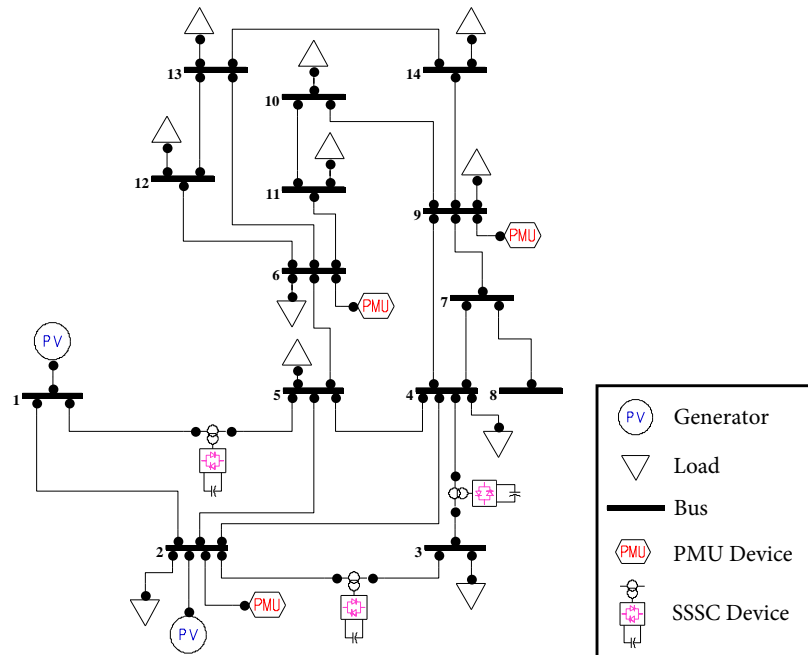 13
14
10
12
11
9
PMU
6
PMU
7
PV
1
5
4
8
2
3
PMU
PV
PV Generator
Load
Bus
PMU PMU Device
SSSC Device